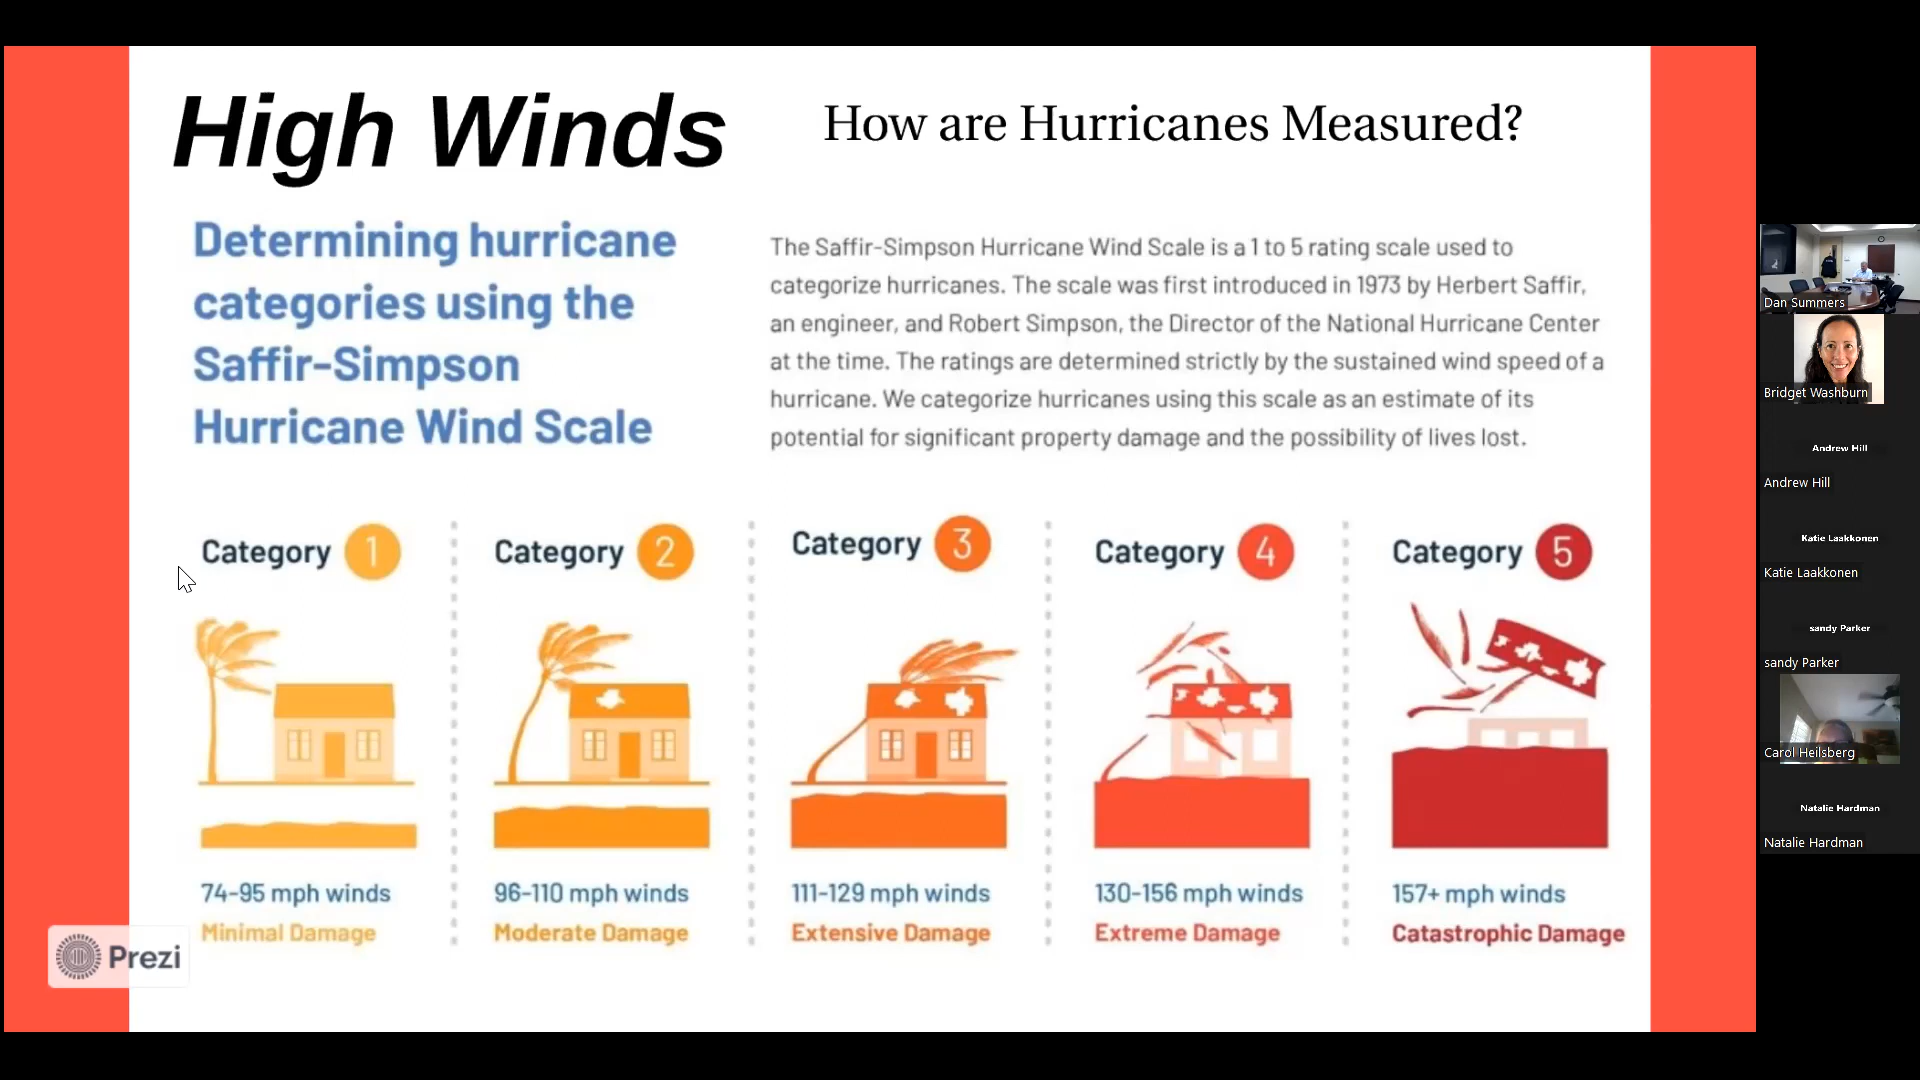 High Winds
How are Hurricanes Measured?
Determining hurricane
categories using the
Saffir-Simpson
Hurricane Wind Scale
The Saffir-Simpson Hurricane Wind Scale is a 1 to 5 rating scale used to
categorize hurricanes. The scale was first introduced in 1973 by Herbert Saffir,
an engineer, and Robert Simpson, the Director of the National Hurricane Center
at the time. The ratings are determined strictly by the sustained wind speed of a
hurricane. We categorize hurricanes using this scale as an estimate of its
potential for significant property damage and the possibility of lives lost.
Category 1
74-95 mph winds
Minimal Damage
Category 2
96-110 mph winds
Moderate Damage
Category 3
111-129 mph winds
Extensive Damage
Category 4
130-156 mph winds
Extreme Damage
Category 5
157+ mph winds
Catastrophic Damage
Prezi
Dan Summers
Bridget Washburn
Andrew Hill
Andrew Hill
Katie Laakkonen
Katie Laakkonen
sandy Parker
sandy Parker
Carol Heilsberg
Natalie Hardman
Natalie Hardman